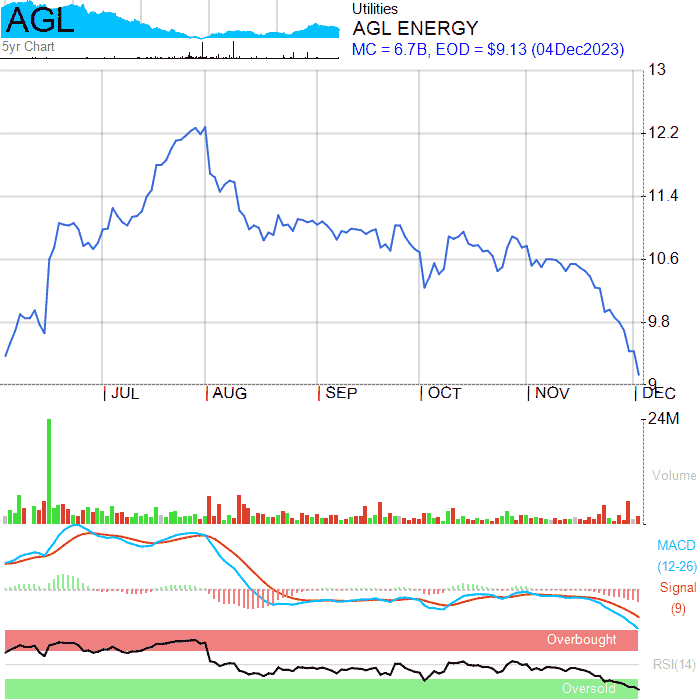 AGL
5yr Chart
Utilities
AGL ENERGY
MC = 6.7B, EOD = $9.13 (04Dec2023)
13
12.2
11.4
10.6
9.8
9
JUL AUG SEP OCT NOV DEC
24M
Volume
MACD
(12-26)
Signal
(9)
Overbought
RSI(14)
Oversold